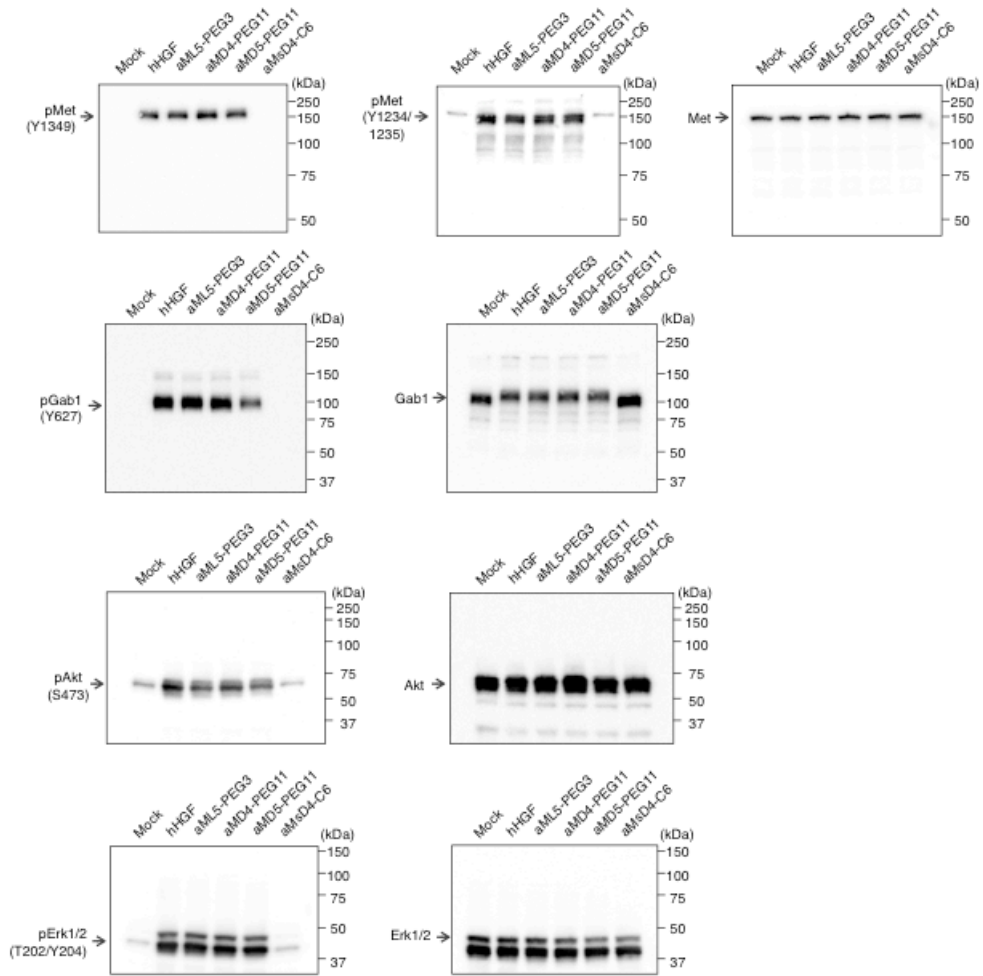 Mock hHGF aML5-PEG3 aMD4-PEG11 aMD5-PEG11 aMsD4-C6
(kDa)
pMet
(Y1349)
250
150
100
75
50
Mock hHGF aML5-PEG3 aMD4-PEG11 aMD5-PEG11 aMsD4-C6
(kDa)
pMet
(Y1234/
1235)
250
150
100
75
50
Mock hHGF aML5-PEG3 aMD4-PEG11 aMD5-PEG11 aMsD4-C6
(kDa)
Met
250
150
100
75
50
Mock hHGF aML5-PEG3 aMD4-PEG11 aMD5-PEG11 aMsD4-C6
(kDa)
pGab1
(Y627)
250
150
100
75
50
37
Mock hHGF aML5-PEG3 aMD4-PEG11 aMD5-PEG11 aMsD4-C6
(kDa)
Gab1
250
150
100
75
50
37
Mock hHGF aML5-PEG3 aMD4-PEG11 aMD5-PEG11 aMsD4-C6
(kDa)
pAkt
(S473)
250
150
100
75
50
37
Mock hHGF aML5-PEG3 aMD4-PEG11 aMD5-PEG11 aMsD4-C6
(kDa)
Akt
250
150
100
75
50
37
Mock hHGF aML5-PEG3 aMD4-PEG11 aMD5-PEG11 aMsD4-C6
(kDa)
pErk1/2
(T202/Y204)
150
100
75
50
37
Mock hHGF aML5-PEG3 aMD4-PEG11 aMD5-PEG11 aMsD4-C6
(kDa)
Erk1/2
150
100
75
50
37